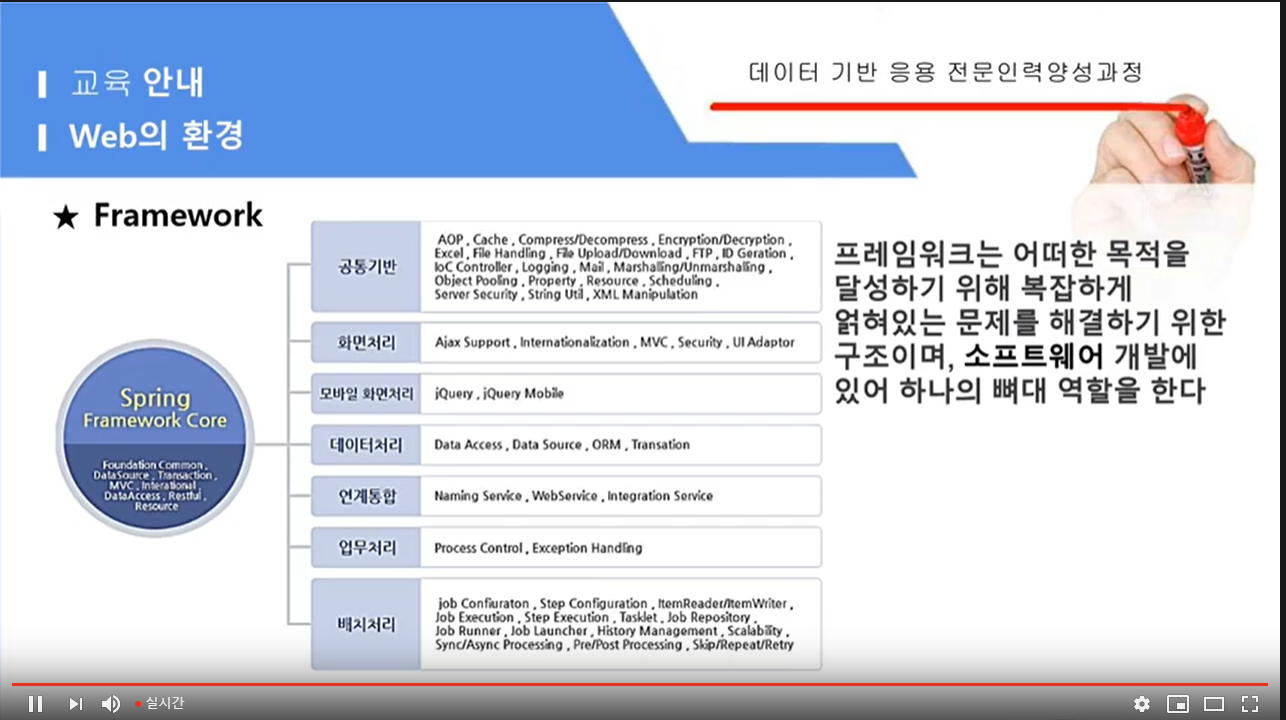 교육 안내
Web의 환경
데이터 기반 응용 전문인력양성과정
★ Framework
Spring
Framework Core
Foundation Common ,
DataSource , Transaction ,
MVC , Interational
DataAccess , Restful ,
Resource
공통기반
AOP , Cache , Compress/Decompress , Encryption/Decryption ,
Excel , File Handling , File Upload/Download , FTP , ID Geration ,
IoC Controller , Logging , Mail , Marshaling/Unmarshaling ,
Object Pooling , Property , Resource , Scheduling ,
Server Security , String Util , XML Manipulation
화면처리
Ajax Support , Internationalization , MVC , Security , UI Adaptor
모바일 화면처리
jQuery , jQuery Mobile
데이터처리
Data Access , Data Source , ORM , Transation
연계통합
Naming Service , WebService , Integration Service
업무처리
Process Control , Exception Handling
배치처리
job Confiuraton , Step Configuration , ItemReader/ItemWriter ,
Job Execution , Step Execution , Tasklet , Job Repository ,
Job Runner , Job Launcher , History Management , Scalability ,
Sync/Async Processing , Pre/Post Processing , Skip/Repeat/Retry
프레임워크는 어떠한 목적을
달성하기 위해 복잡하게
얽혀있는 문제를 해결하기 위한
구조이며, 소프트웨어 개발에
있어 하나의 뼈대 역할을 한다
실시간